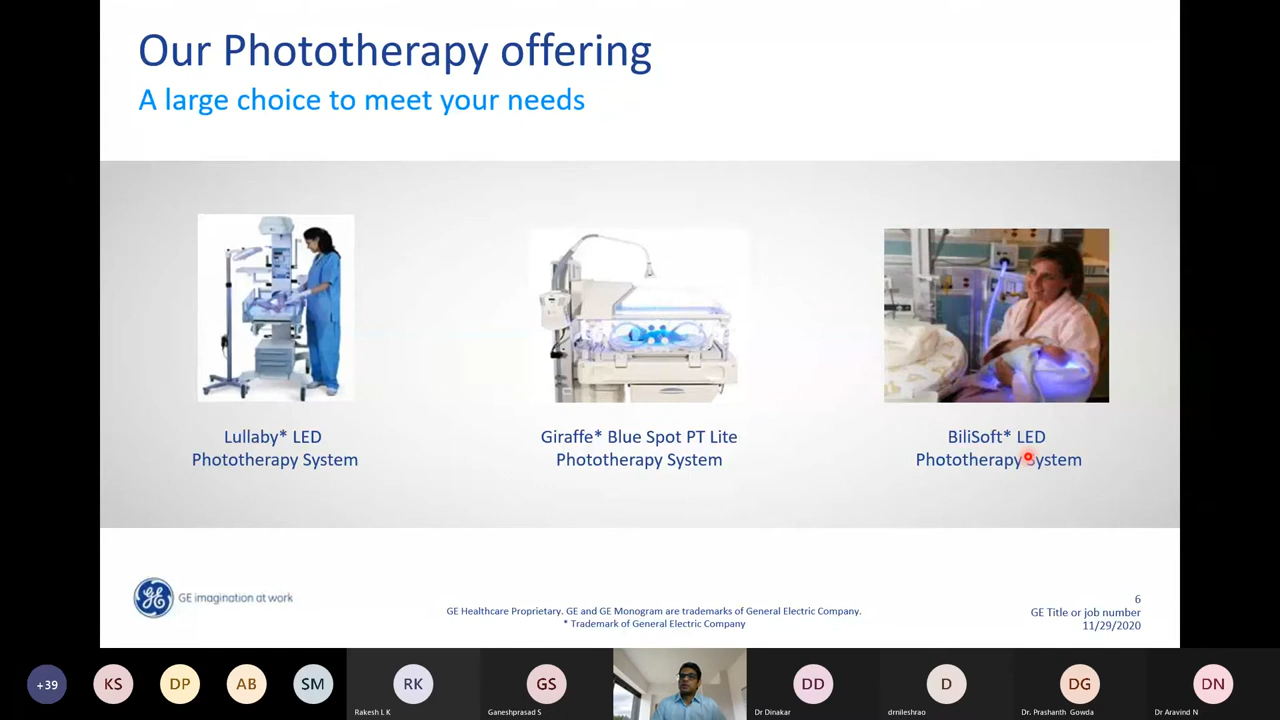 Our Phototherapy offering
A large choice to meet your needs
Lullaby* LED
Phototherapy System
Giraffe* Blue Spot PT Lite
Phototherapy System
BiliSoft* LED
Phototherapy System
GE imagination at work
GE Healthcare Proprietary. GE and GE Monogram are trademarks of General Electric Company.
* Trademark of General Electric Company
6
GE Title or job number
11/29/2020
+39
KS
DP
AB
SM
RK
Rakesh L K
GS
Ganeshprasad S
DD
Dr Dinakar
D
drnileshrao
DG
Dr. Prashanth Gowda
DN
Dr Aravind N